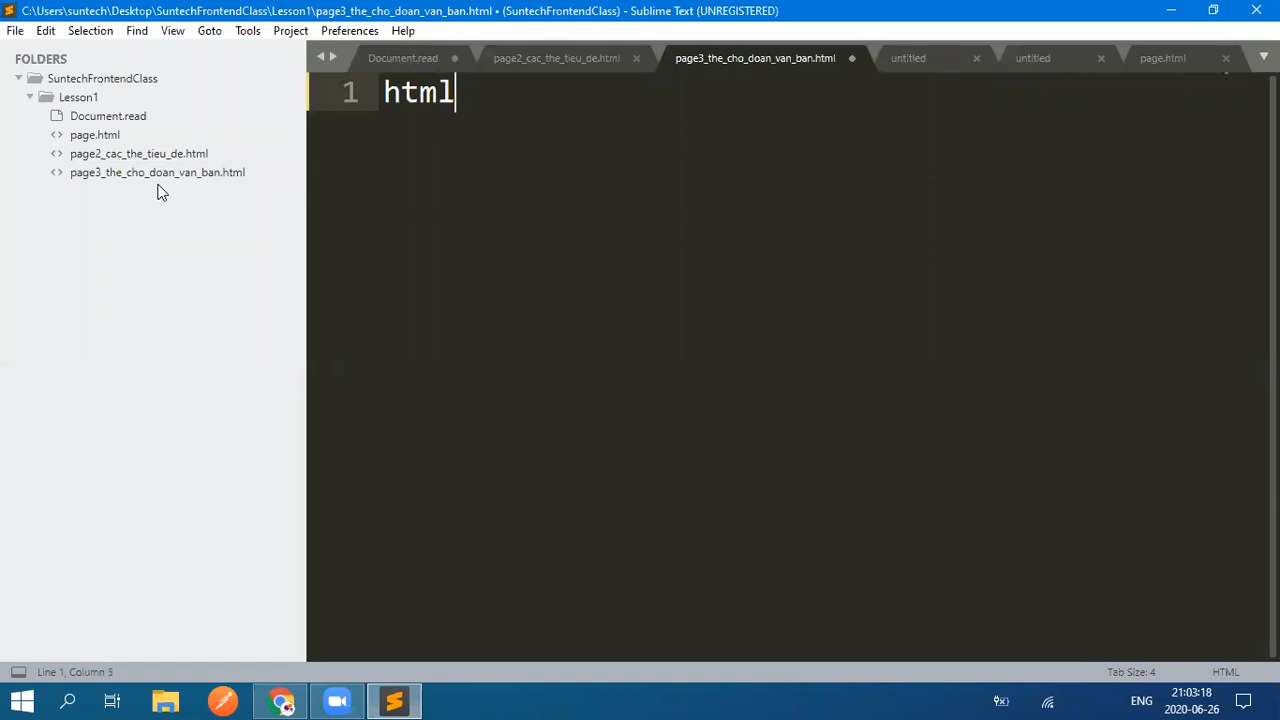 C:\Users\suntech\Desktop\SuntechFrontendClass\Lesson1\page3_the_cho_doan_van_ban.html • (SuntechFrontendClass) - Sublime Text (UNREGISTERED)
File Edit Selection Find View Goto Tools Project Preferences Help
FOLDERS
SuntechFrontendClass
Lesson1
Document.read
page.html
page2_cac_the_tieu_de.html
page3_the_cho_doan_van_ban.html
Document.read page2_cac_the_tieu_de.html page3_the_cho_doan_van_ban.html untitled untitled page.html
1 html
Line 1, Column 5 Tab Size: 4 HTML
ENG 21:03:18
2020-06-26